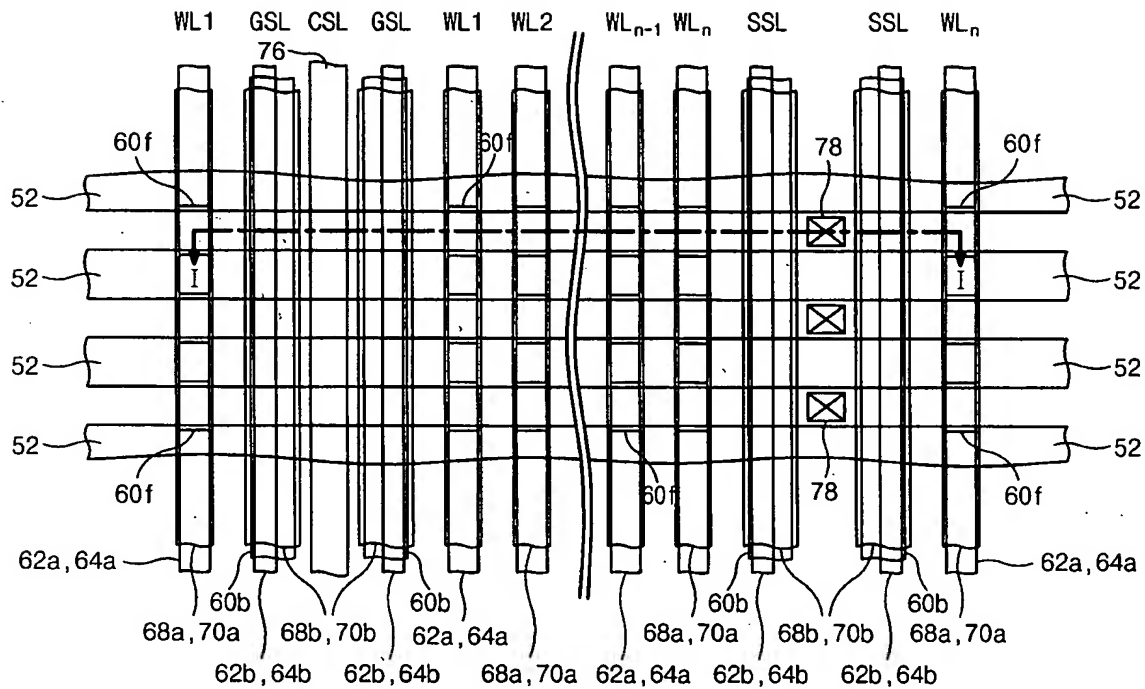 WL1 GSL CSL GSL WL1 WL2 WLn-1 WLn SSL SSL WLn
76
60f 60f 78 60f
52 52
52 I I 52
52 52
52 52
60f 60f 78 60f
62a, 64a 60b 60b 60b 60b 62a, 64a
68a, 70a 68b, 70b 62a, 64a 68a, 70a 68b, 70b 68a, 70a
62b, 64b 62b, 64b 68a, 70a 62a, 64a 62b, 64b 62b, 64b